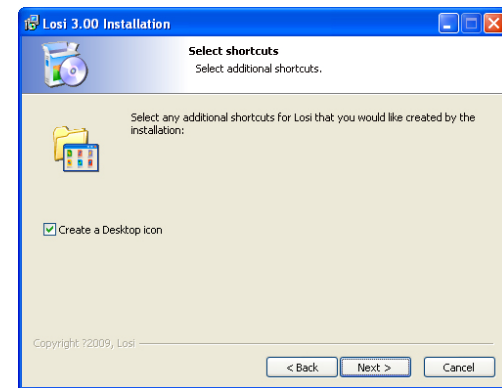 Losi 3.00 Installation
Select shortcuts
Select additional shortcuts.
Select any additional shortcuts for Losi that you would like created by the
installation:
Create a Desktop icon
Copyright ?2009, Losi
< Back Next > Cancel